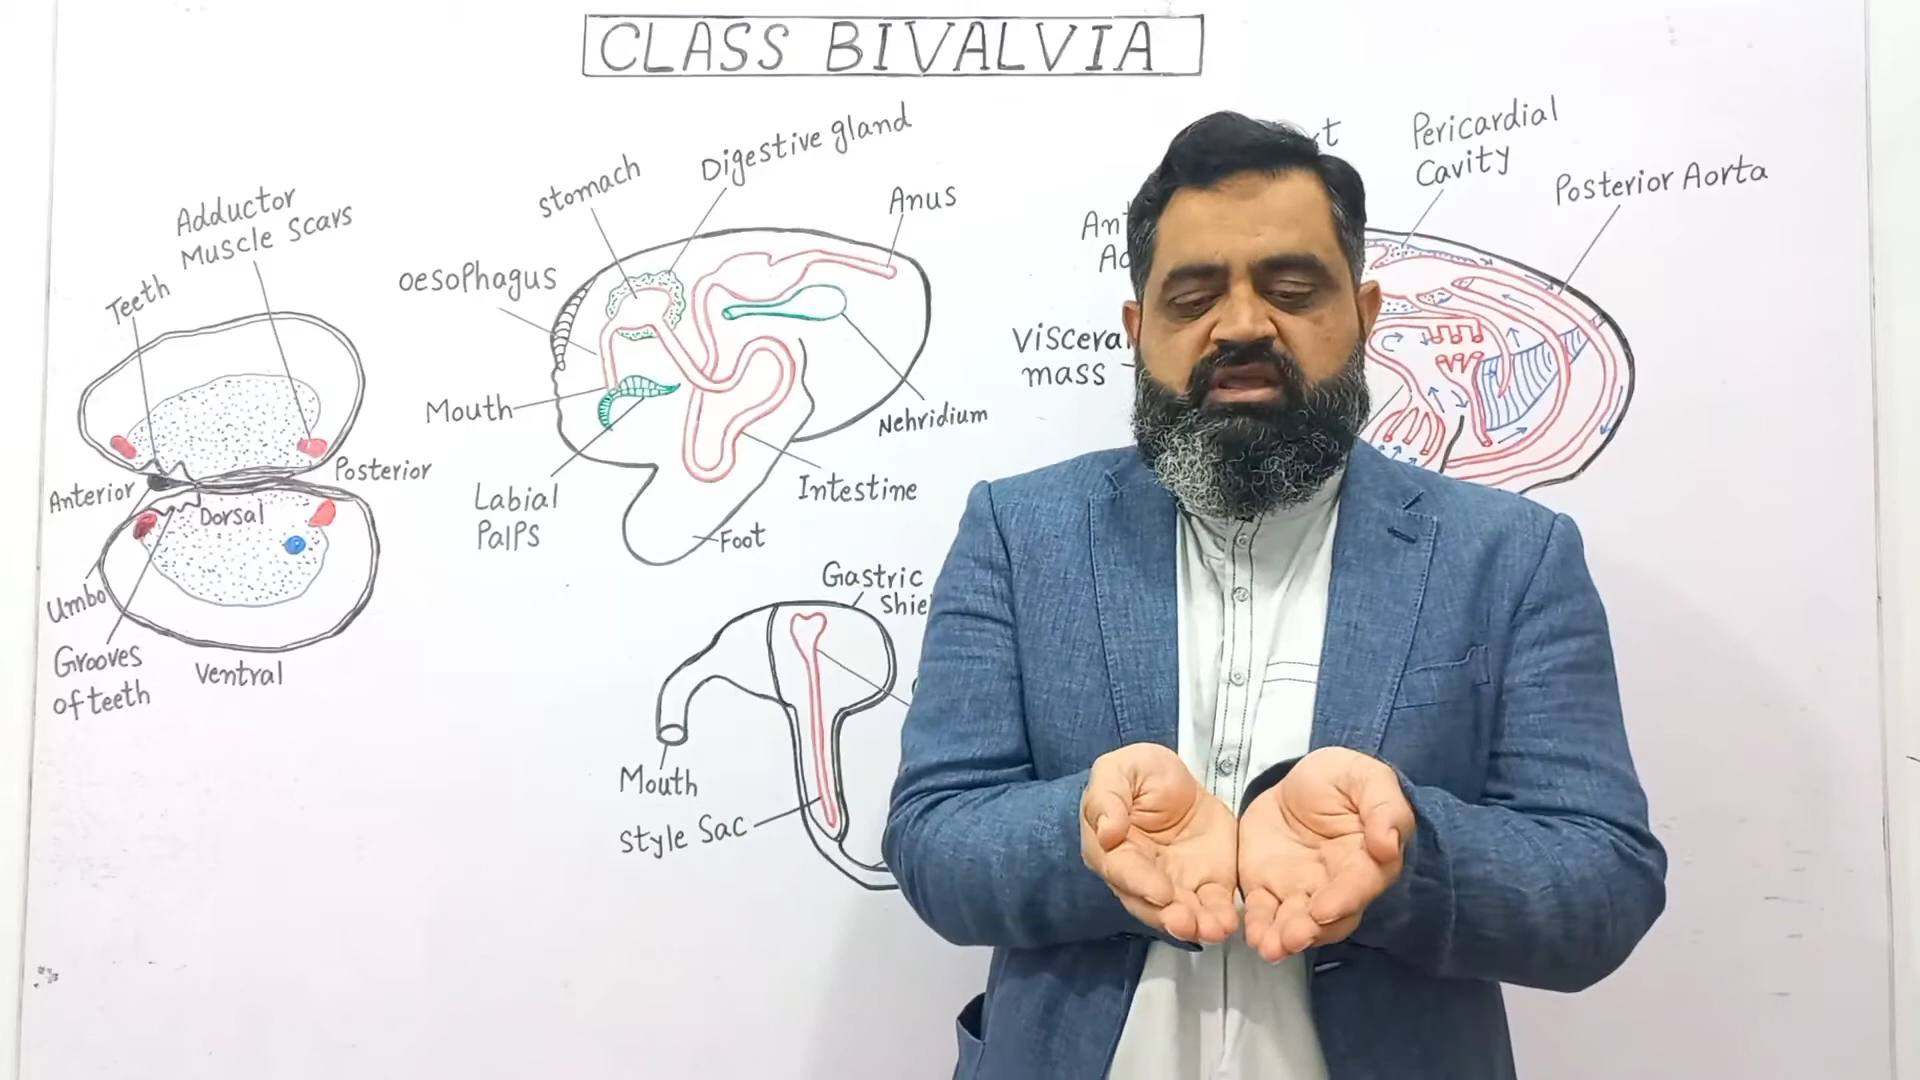 CLASS BIVALVIA
Adductor
Muscle Scars
Teeth
Anterior
Posterior
Dorsal
Umbo
Grooves
of teeth
Ventral
stomach
Digestive gland
Anus
oesophagus
Mouth
Labial
Palps
Nehridium
Intestine
Foot
Gastric
Mouth
Style Sac
Pericardial
Cavity
Posterior Aorta
mass